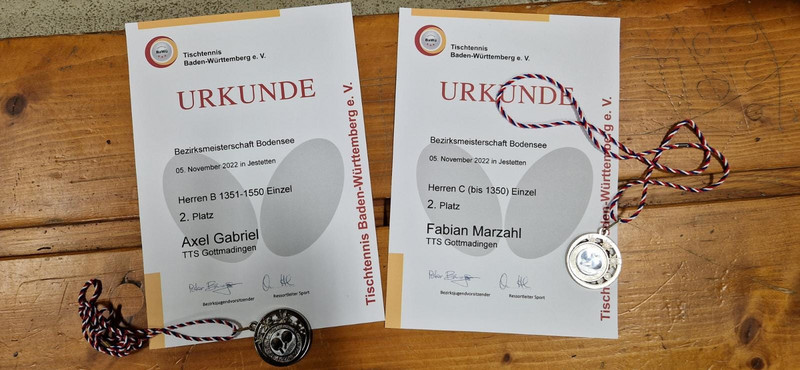 Tischtennis
Baden-Württemberg e. V.
URKUNDE
Bezirksmeisterschaft Bodensee
05. November 2022 in Jestetten
Herren B 1351-1550 Einzel
2. Platz
Axel Gabriel
TTS Gottmadingen
Bezirksjugendvorsitzender
Ressortleiter Sport
Tischtennis Baden-Württemberg e. V.
Tischtennis
Baden-Württemberg e. V.
URKUNDE
Bezirksmeisterschaft Bodensee
05. November 2022 in Jestetten
Herren C (bis 1350) Einzel
2. Platz
Fabian Marzahl
TTS Gottmadingen
Bezirksjugendvorsitzender
Ressortleiter Sport
Baden-Württemberg e. V.